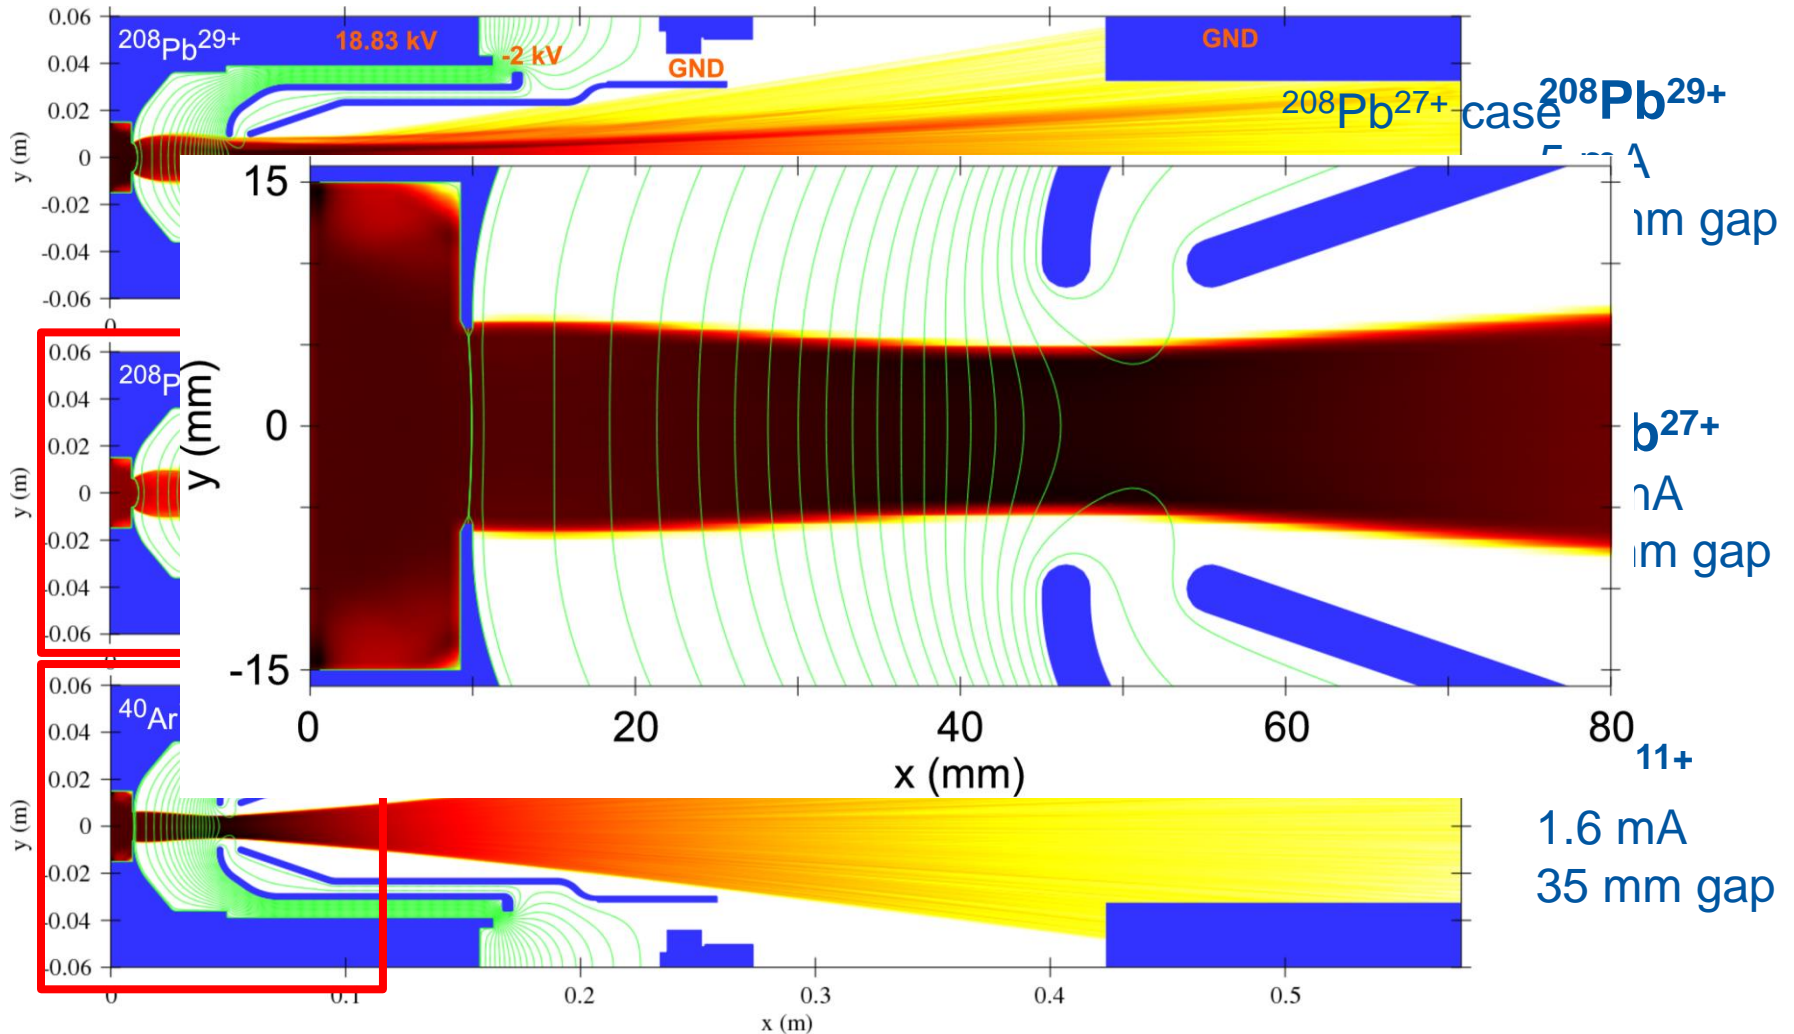 0.06
0.04
0.02
0
-0.02
-0.04
-0.06
y (m)
²⁰⁸Pb²⁹⁺
18.83 kV
-2 kV
GND
GND
²⁰⁸Pb²⁷⁺ case
²⁰⁸Pb²⁹⁺
gap
15
0
-15
y (mm)
0 20 40 60 80
x (mm)
0.06
0.04
0.02
0
0.02
-0.04
0.06
y (m)
²⁰⁸P
b²⁷⁺
gap
0.06
0.04
0.02
0
0.02
-0.04
0.06
y (m)
⁴⁰Ar
11+
1.6 mA
35 mm gap
0 0.1 0.2 0.3 0.4 0.5
x (m)